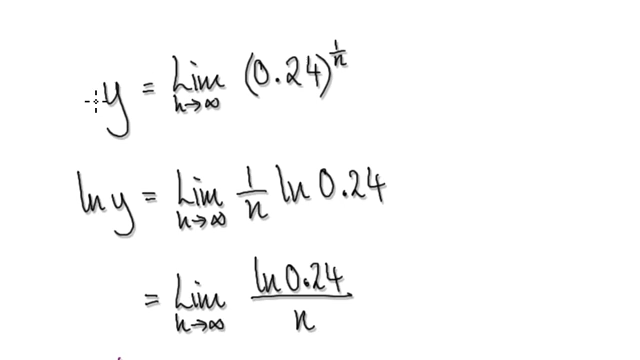 y = Lim n→∞ (0.24)^(1/n)
ln y = Lim n→∞ 1/n ln 0.24
= Lim n→∞ ln 0.24 / n